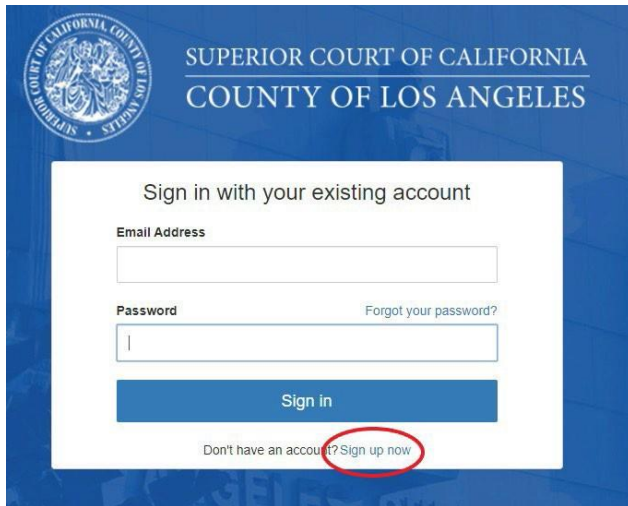 SUPERIOR COURT OF CALIFORNIA
COUNTY OF LOS ANGELES
Sign in with your existing account
Email Address
Password Forgot your password?
Sign in
Don't have an account? Sign up now